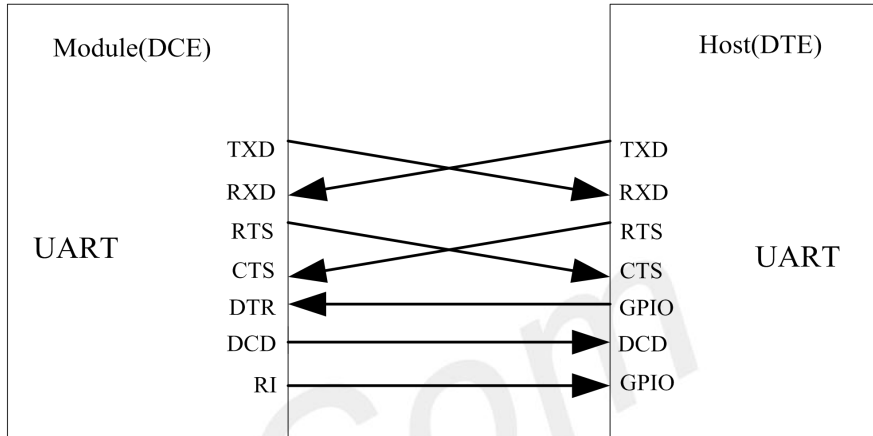 Module(DCE)
Host(DTE)
TXD
TXD
RXD
RXD
RTS
RTS
UART
UART
CTS
CTS
DTR
GPIO
DCD
DCD
RI
GPIO
Com